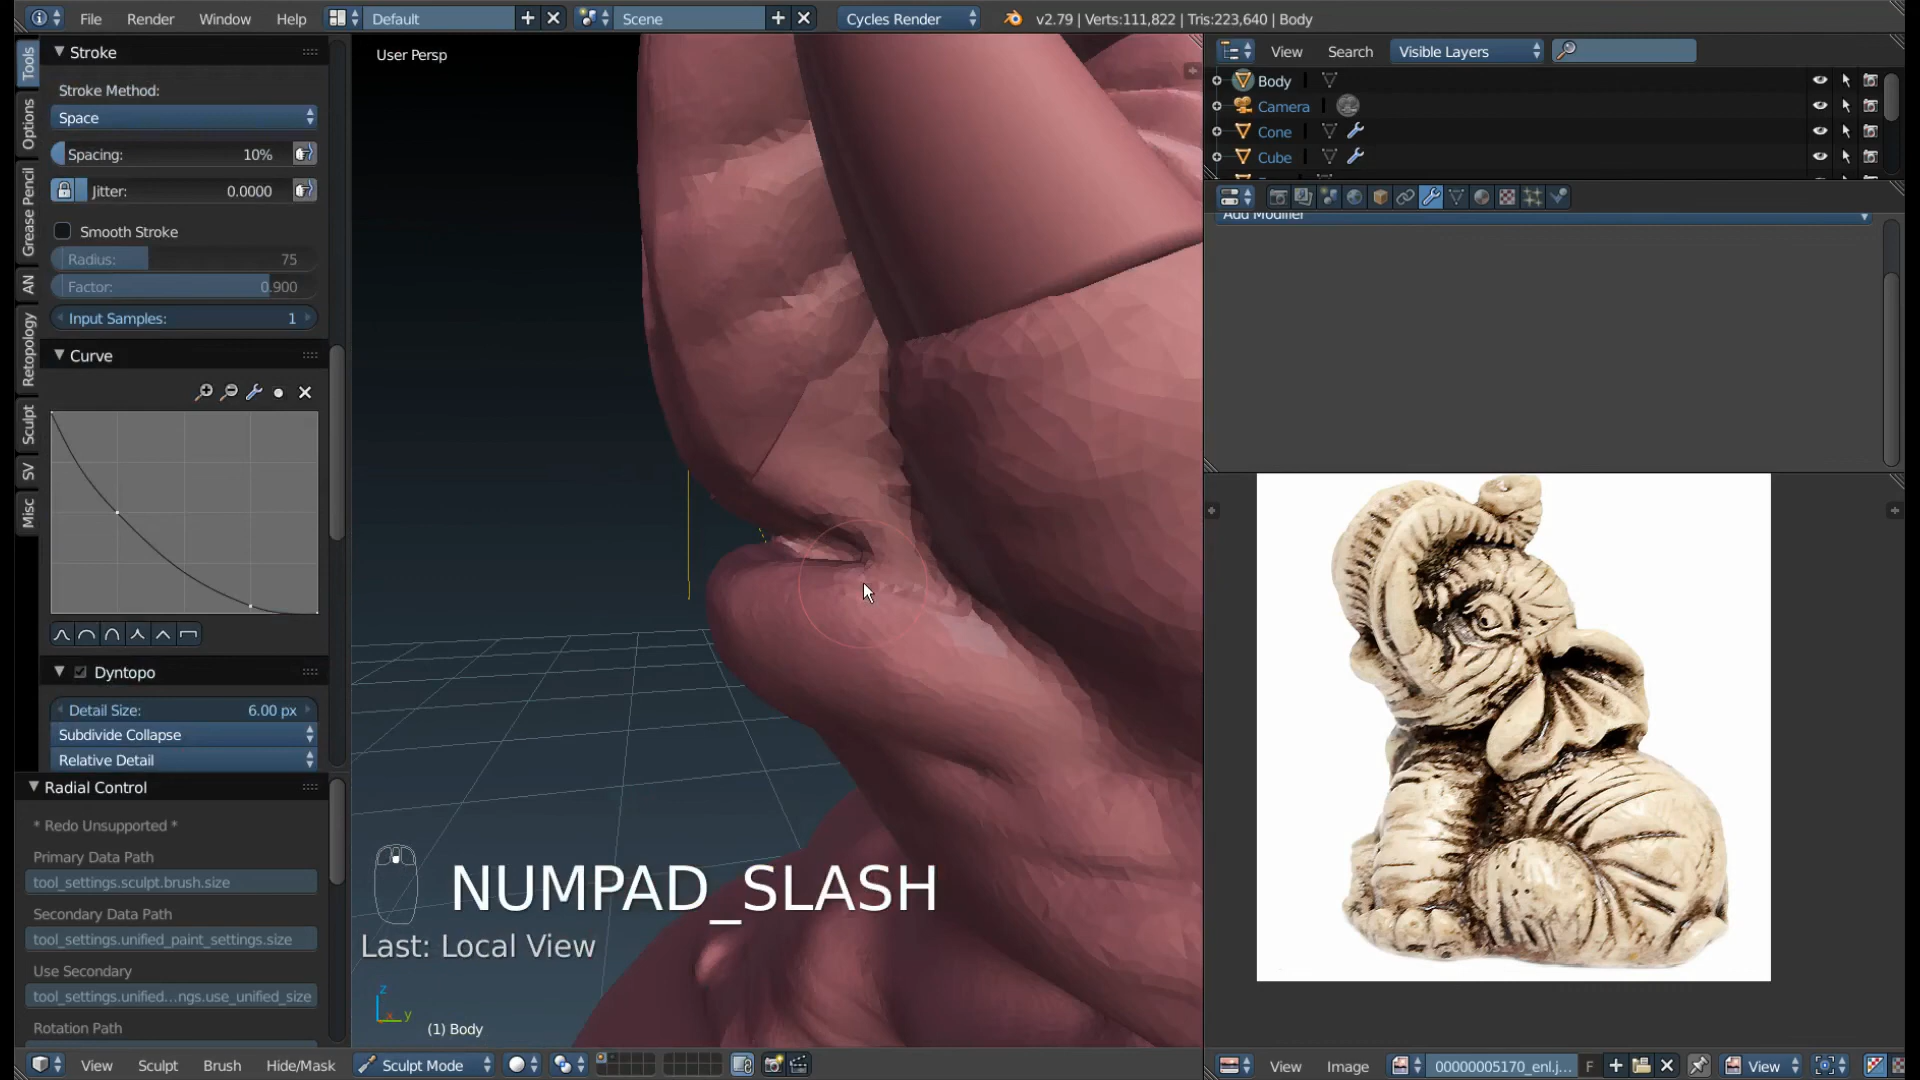 File Render Window Help Default Scene Cycles Render v2.79 | Verts:111,822 | Tris:223,640 | Body
Tools
Options
Grease Pencil
AN
Retopology
Sculpt
SV
Misc
Stroke
Stroke Method:
Space
Spacing: 10%
Jitter: 0.0000
Smooth Stroke
Radius: 75
Factor: 0.900
Input Samples: 1
Curve
Dyntopo
Detail Size: 6.00 px
Subdivide Collapse
Relative Detail
Radial Control
* Redo Unsupported *
Primary Data Path
tool_settings.sculpt.brush.size
Secondary Data Path
tool_settings.unified_paint_settings.size
Use Secondary
tool_settings.unified...ngs.use_unified_size
Rotation Path
User Persp
NUMPAD_SLASH
Last: Local View
z
x y
(1) Body
View Sculpt Brush Hide/Mask Sculpt Mode
View Search Visible Layers
Body
Camera
Cone
Cube
Add Modifier
View Image 00000005170_enl.j... F View